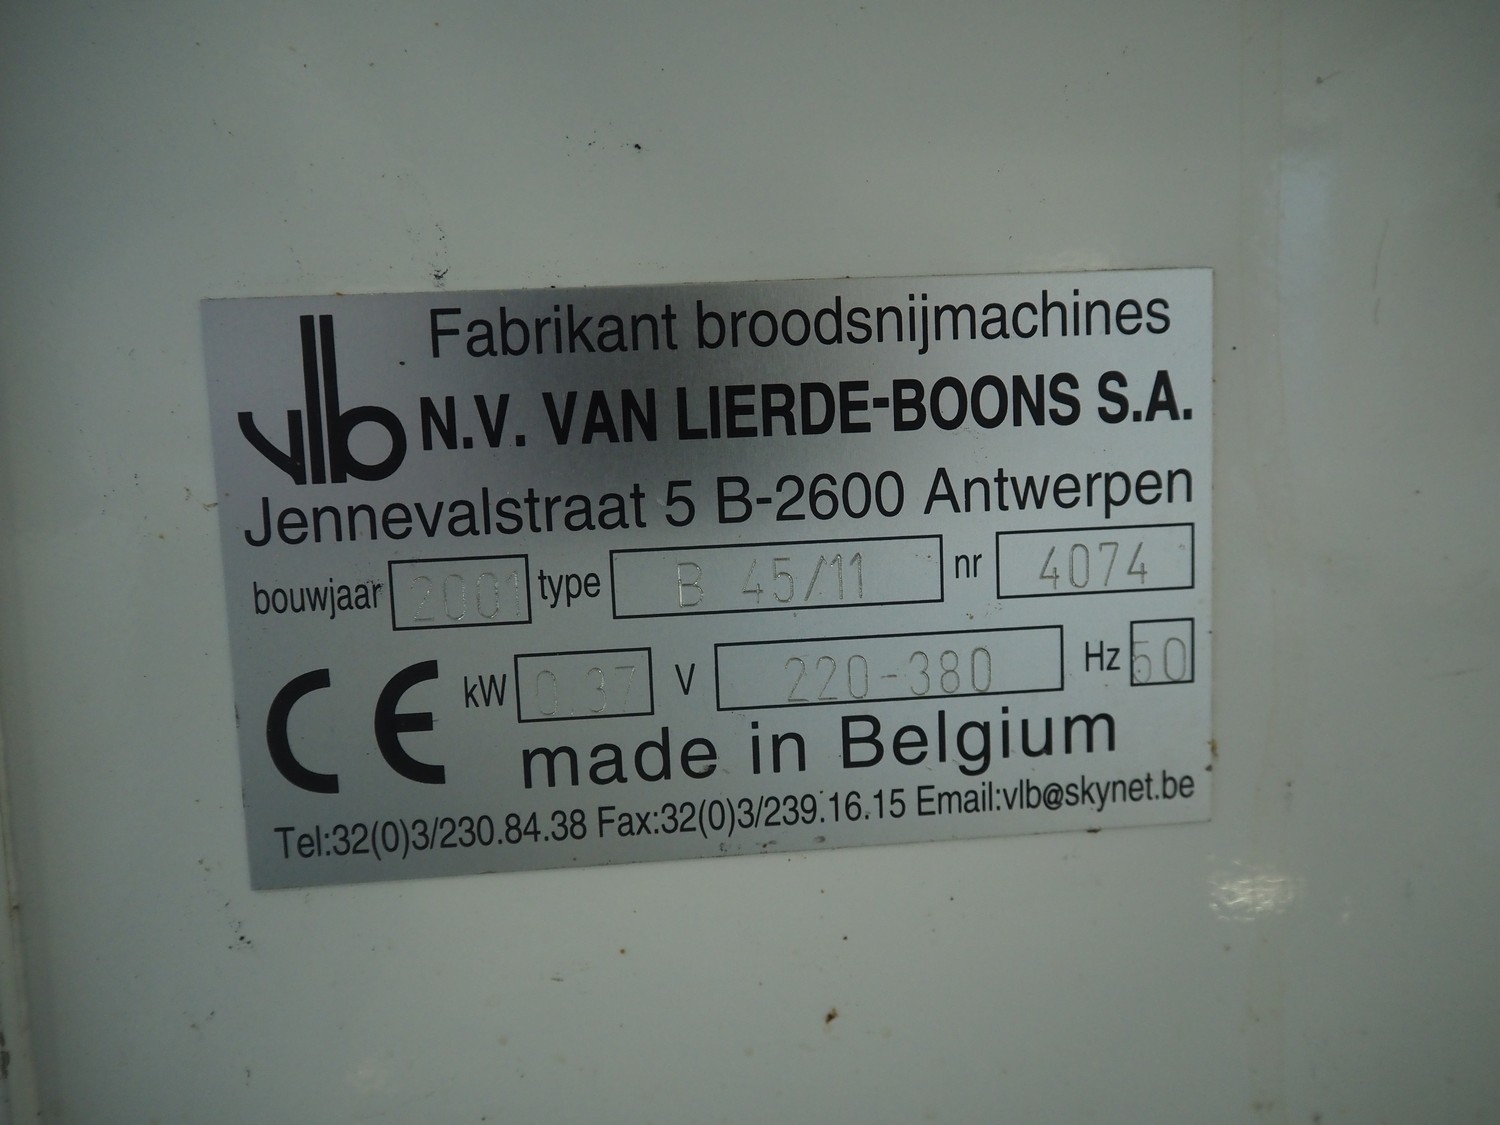 vlb
Fabrikant broodsnijmachines
N.V. VAN LIERDE-BOONS S.A.
Jennevalstraat 5 B-2600 Antwerpen
bouwjaar 2001 type B 45/11 nr 4074
CE kW 0.37 V 220-380 Hz 50
made in Belgium
Tel:32(0)3/230.84.38 Fax:32(0)3/239.16.15 Email:vlb@skynet.be